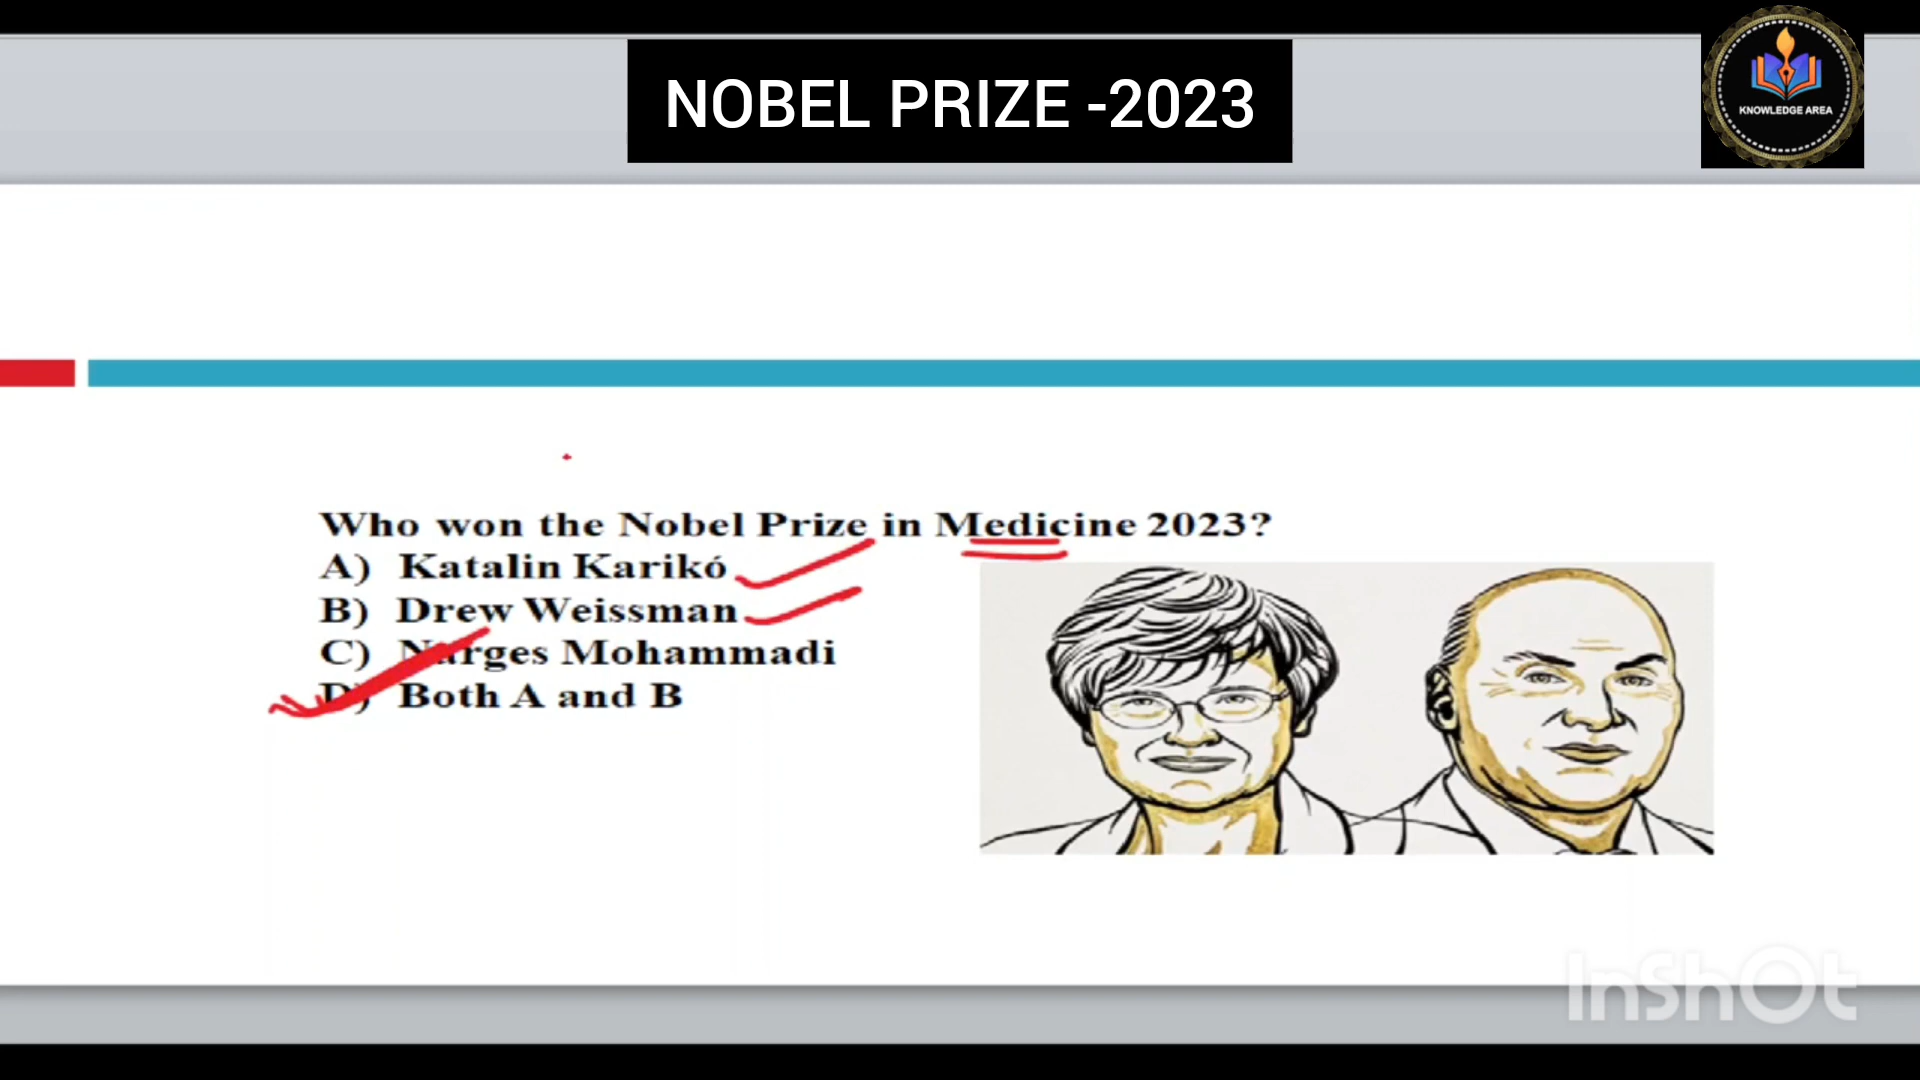 NOBEL PRIZE -2023
KNOWLEDGE AREA
Who won the Nobel Prize in Medicine 2023?
A) Katalin Karikó
B) Drew Weissman
C) Narges Mohammadi
D) Both A and B
InShOt